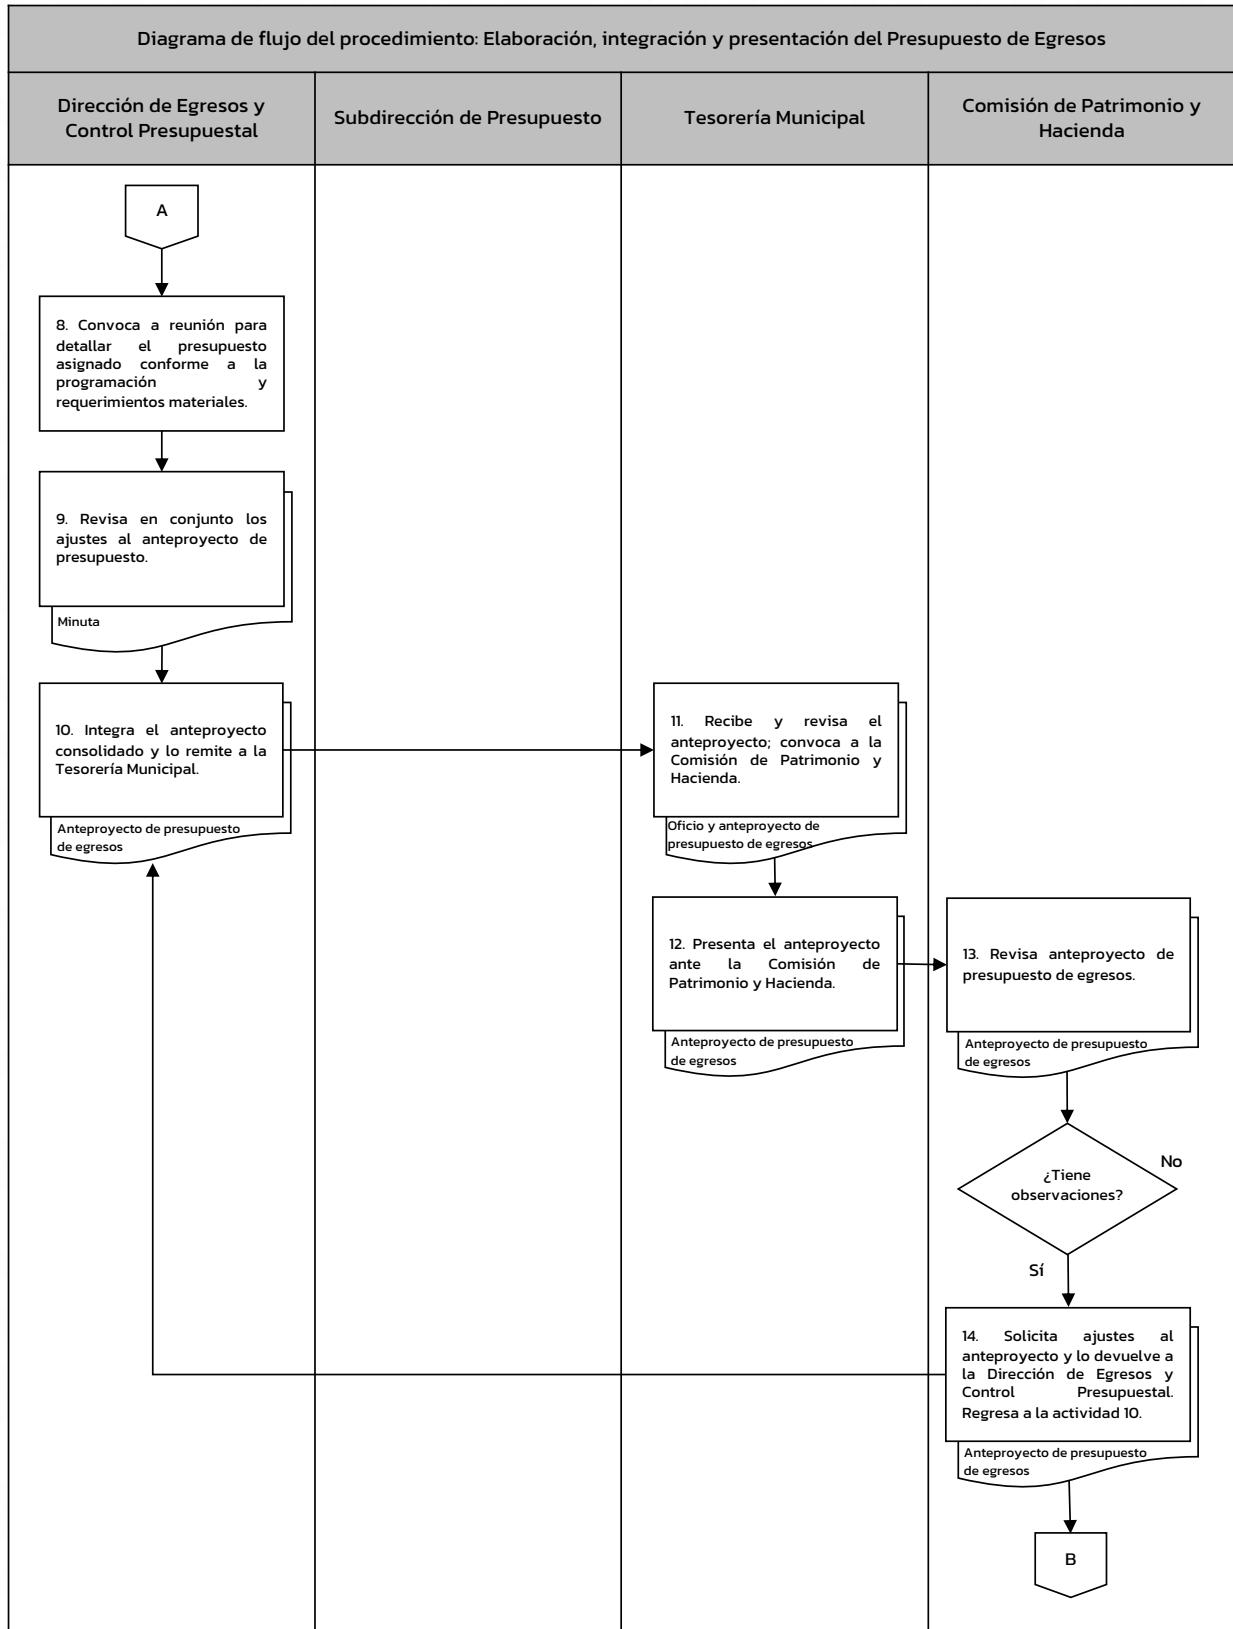 Diagrama de flujo del procedimiento: Elaboración, integración y presentación del Presupuesto de Egresos
Dirección de Egresos y
Control Presupuestal
Subdirección de Presupuesto
Tesorería Municipal
Comisión de Patrimonio y
Hacienda
A
8. Convoca a reunión para
detallar el presupuesto
asignado conforme a la
programación y
requerimientos materiales.
9. Revisa en conjunto los
ajustes al anteproyecto de
presupuesto.
Minuta
10. Integra el anteproyecto
consolidado y lo remite a la
Tesorería Municipal.
Anteproyecto de presupuesto
de egresos
11. Recibe y revisa el
anteproyecto; convoca a la
Comisión de Patrimonio y
Hacienda.
Oficio y anteproyecto de
presupuesto de egresos
12. Presenta el anteproyecto
ante la Comisión de
Patrimonio y Hacienda.
Anteproyecto de presupuesto
de egresos
13. Revisa anteproyecto de
presupuesto de egresos.
Anteproyecto de presupuesto
de egresos
¿Tiene
observaciones?
No
Sí
14. Solicita ajustes al
anteproyecto y lo devuelve a
la Dirección de Egresos y
Control Presupuestal.
Regresa a la actividad 10.
Anteproyecto de presupuesto
de egresos
B